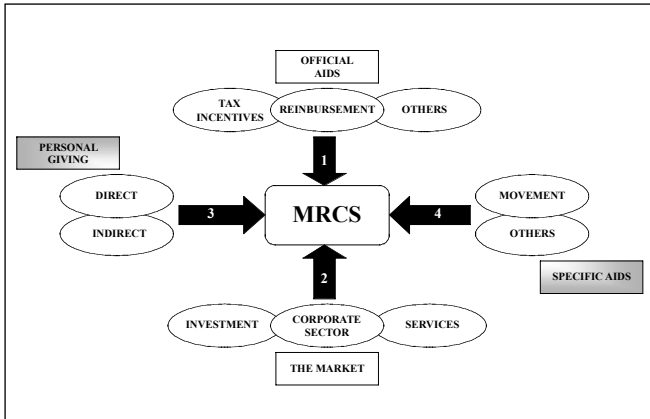 OFFICIAL
AIDS
TAX
INCENTIVES
REINBURSEMENT
OTHERS
1
PERSONAL
GIVING
DIRECT
INDIRECT
3
MRCS
4
MOVEMENT
OTHERS
SPECIFIC AIDS
2
INVESTMENT
CORPORATE
SECTOR
SERVICES
THE MARKET